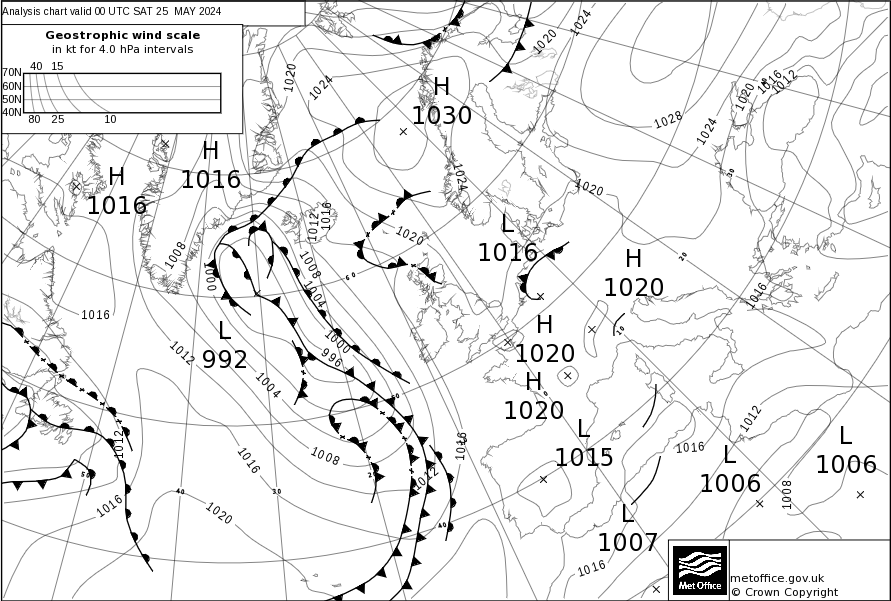 Analysis chart valid 00 UTC SAT 25 MAY 2024
Geostrophic wind scale
in kt for 4.0 hPa intervals
40 15
70N
60N
50N
40N
80 25 10
H
1030
H
1016
H
1016
L
1016
H
1020
H
1020
H
1020
L
992
L
1015
L
1006
L
1006
L
1007
1020
1024
1020
1024
1028
1024
1020
1016
1012
1024
1020
1012
1016
1020
1008
1008
1004
1000
1000
996
1016
1012
1004
1016
1012
1008
1016
1012
1016
1016
1020
1016
1012
1008
1016
60
50
40
30
40
50
30
20
10
Met Office
metoffice.gov.uk
© Crown Copyright